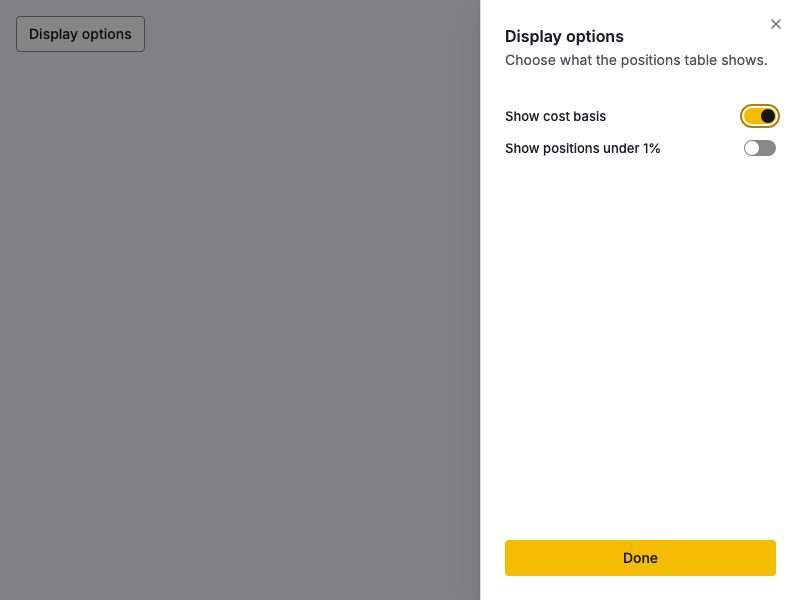 Display options
Display options
Choose what the positions table shows.
Show cost basis
Show positions under 1%
Done